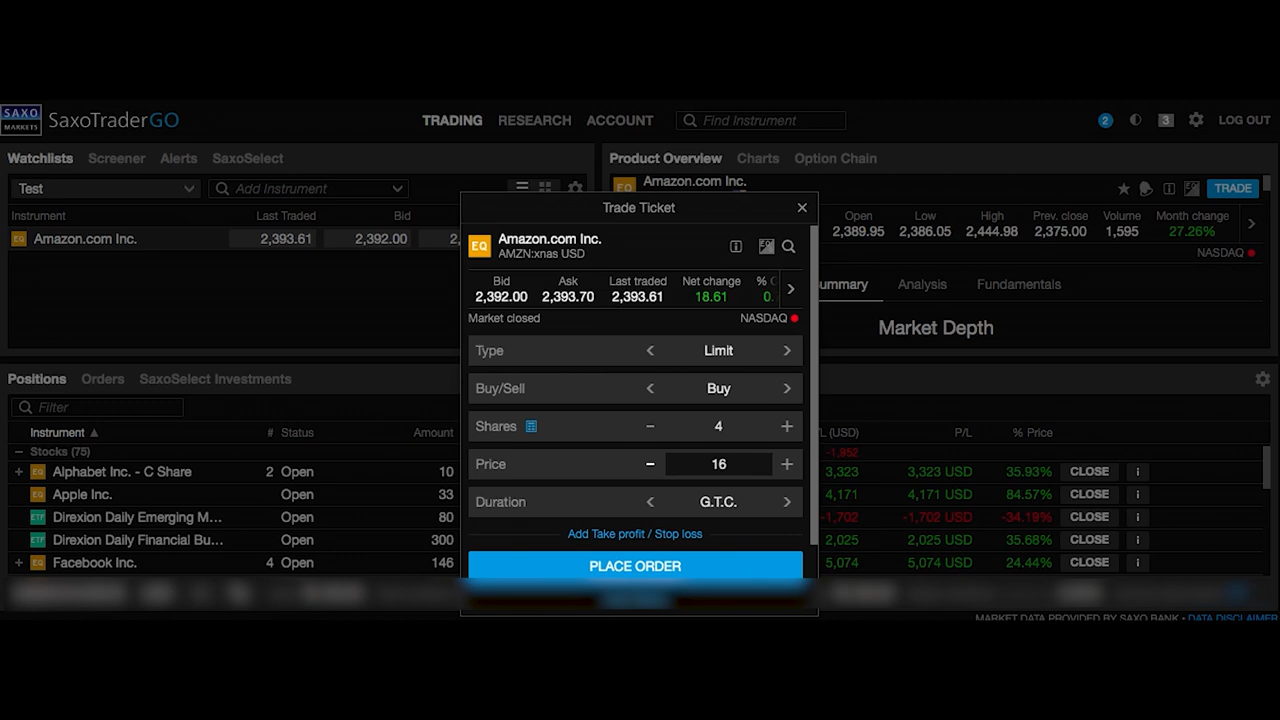 SAXO
MARKETS
SaxoTraderGO
TRADING RESEARCH ACCOUNT
Find Instrument
2
3
LOG OUT
Watchlists Screener Alerts SaxoSelect
Test
Add Instrument
Instrument Last Traded Bid
EQ Amazon.com Inc. 2,393.61 2,392.00 2,
Product Overview Charts Option Chain
EQ Amazon.com Inc.
TRADE
Open Low High Prev. close Volume Month change
2,389.95 2,386.05 2,444.98 2,375.00 1,595 27.26%
NASDAQ
ummary Analysis Fundamentals
Market Depth
Trade Ticket
EQ Amazon.com Inc.
AMZN:xnas USD
Bid Ask Last traded Net change %
2,392.00 2,393.70 2,393.61 18.61 0.
Market closed NASDAQ
Type Limit
Buy/Sell Buy
Shares 4
Price 16
Duration G.T.C.
Add Take profit / Stop loss
PLACE ORDER
Positions Orders SaxoSelect Investments
Filter
Instrument # Status Amount /L (USD) P/L % Price
Stocks (75) -1,952
EQ Alphabet Inc. - C Share 2 Open 10 3,323 3,323 USD 35.93% CLOSE i
EQ Apple Inc. Open 33 4,171 4,171 USD 84.57% CLOSE i
ETF Direxion Daily Emerging M... Open 80 -1,702 -1,702 USD -34.19% CLOSE i
ETF Direxion Daily Financial Bu... Open 300 2,025 2,025 USD 35.68% CLOSE i
EQ Facebook Inc. 4 Open 146 5,074 5,074 USD 24.44% CLOSE i
MARKET DATA PROVIDED BY SAXO BANK • DATA DISCLAIMER